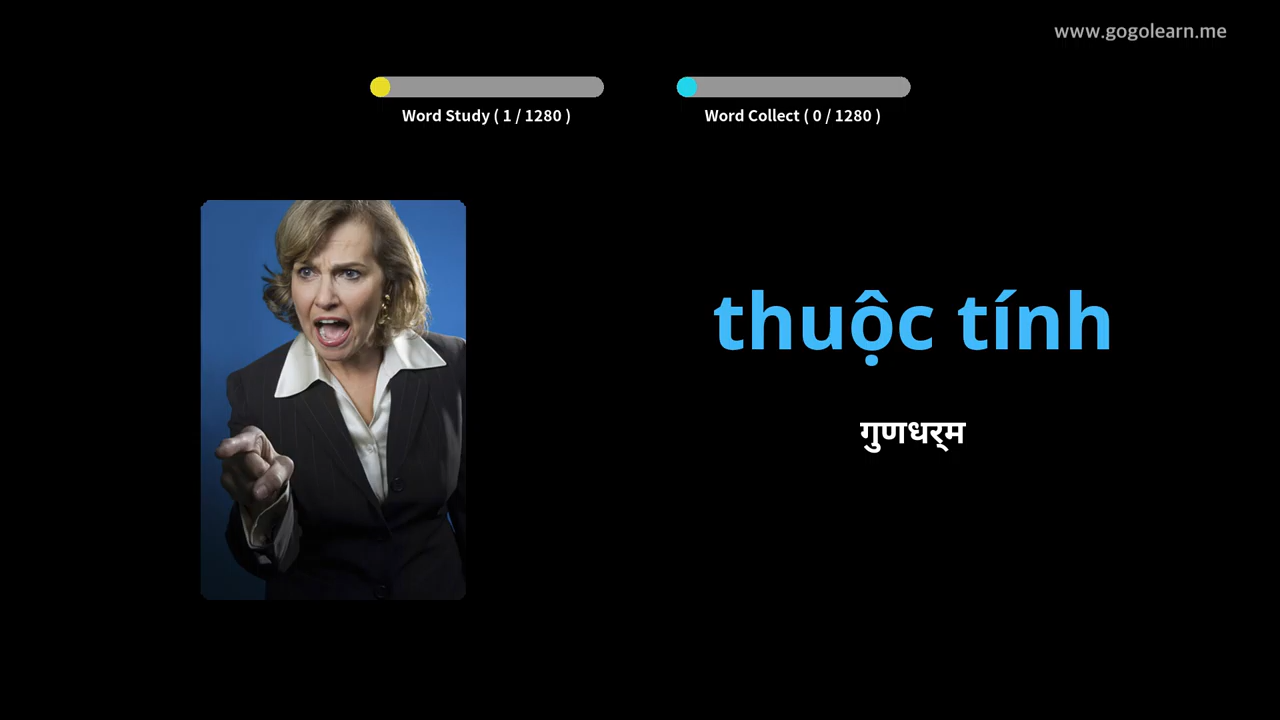 www.gogolearn.me
Word Study ( 1 / 1280 )
Word Collect ( 0 / 1280 )
thuộc tính
गुणधर्म